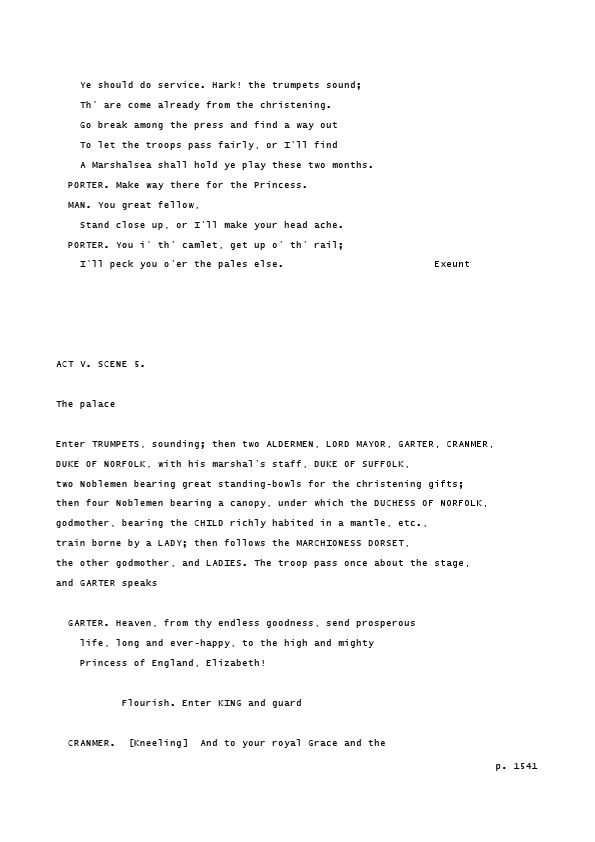 Ye should do service. Hark! the trumpets sound;
Th' are come already from the christening.
Go break among the press and find a way out
To let the troops pass fairly, or I'll find
A Marshalsea shall hold ye play these two months.
PORTER. Make way there for the Princess.
MAN. You great fellow,
Stand close up, or I'll make your head ache.
PORTER. You i' th' camlet, get up o' th' rail;
I'll peck you o'er the pales else. Exeunt
ACT V. SCENE 5.
The palace
Enter TRUMPETS, sounding; then two ALDERMEN, LORD MAYOR, GARTER, CRANMER,
DUKE OF NORFOLK, with his marshal's staff, DUKE OF SUFFOLK,
two Noblemen bearing great standing-bowls for the christening gifts;
then four Noblemen bearing a canopy, under which the DUCHESS OF NORFOLK,
godmother, bearing the CHILD richly habited in a mantle, etc.,
train borne by a LADY; then follows the MARCHIONESS DORSET,
the other godmother, and LADIES. The troop pass once about the stage,
and GARTER speaks
GARTER. Heaven, from thy endless goodness, send prosperous
life, long and ever-happy, to the high and mighty
Princess of England, Elizabeth!
Flourish. Enter KING and guard
CRANMER. [Kneeling] And to your royal Grace and the
p. 1541